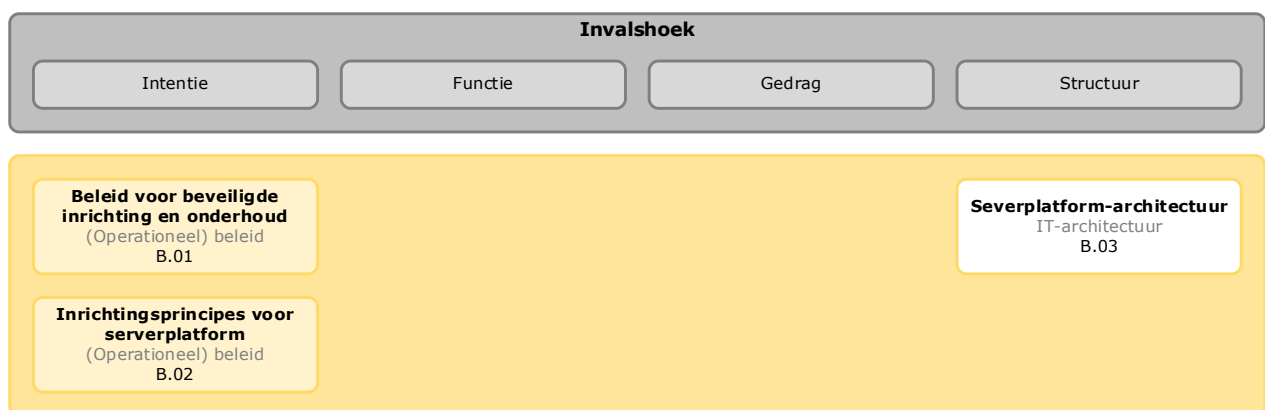 Invalshoek
Intentie
Functie
Gedrag
Structuur
Beleid voor beveiligde
inrichting en onderhoud
(Operationeel) beleid
B.01
Severplatform-architectuur
IT-architectuur
B.03
Inrichtingsprincipes voor
serverplatform
(Operationeel) beleid
B.02